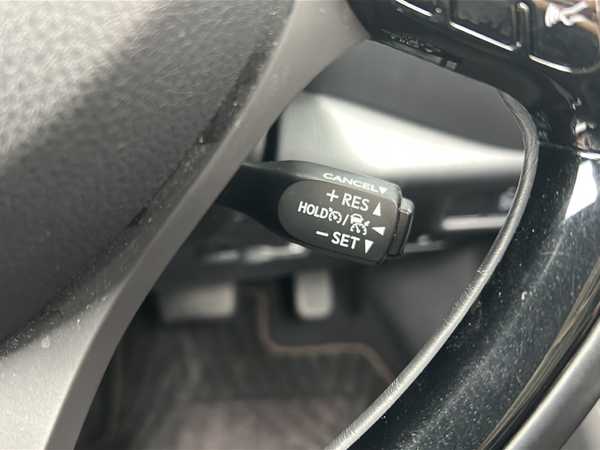 CANCEL▼
+ RES ▲
HOLD / ◀
− SET ▼